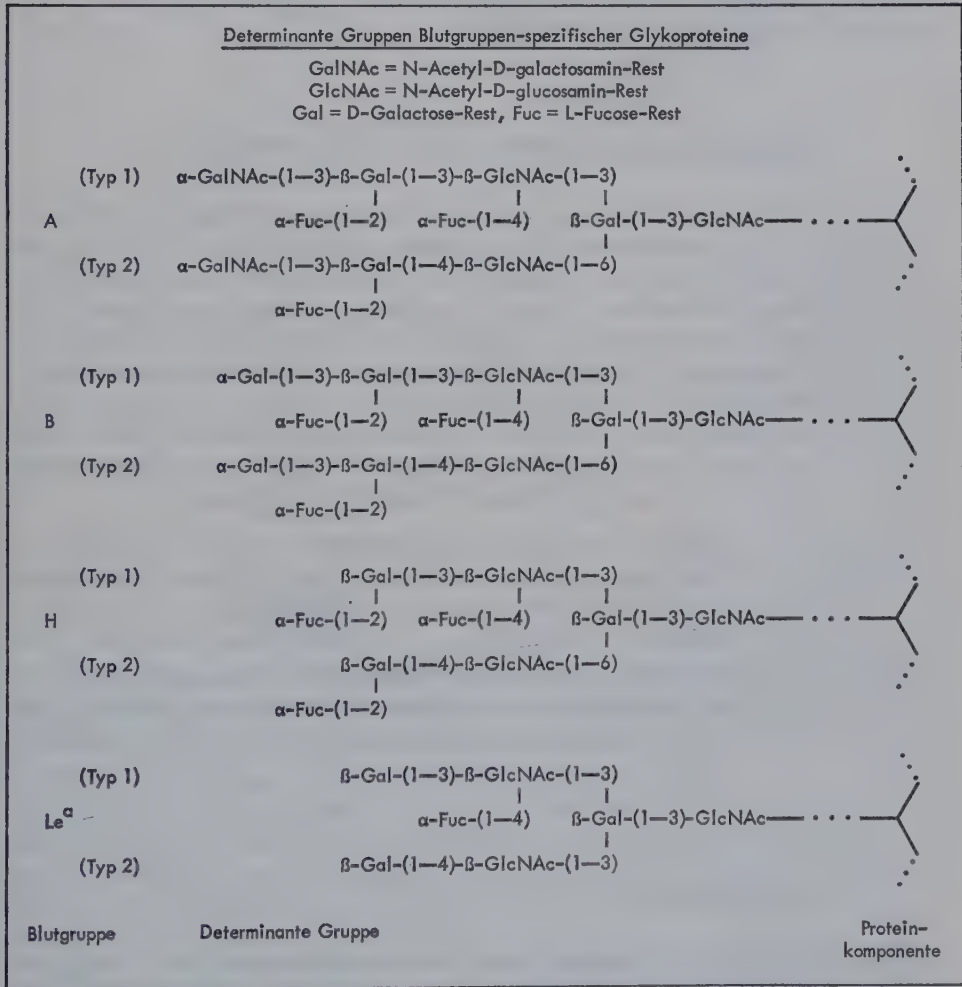 Determinante Gruppen Blutgruppen-spezifischer Glykoproteine
GalNAc = N-Acetyl-D-galactosamin-Rest
GlcNAc = N-Acetyl-D-glucosamin-Rest
Gal = D-Galactose-Rest, Fuc = L-Fucose-Rest
(Typ 1) α-GalNAc-(1—3)-ß-Gal-(1—3)-ß-GlcNAc-(1—3)
A α-Fuc-(1—2) α-Fuc-(1—4) ß-Gal-(1—3)-GlcNAc— . . . —
(Typ 2) α-GalNAc-(1—3)-ß-Gal-(1—4)-ß-GlcNAc-(1—6)
α-Fuc-(1—2)
(Typ 1) α-Gal-(1—3)-ß-Gal-(1—3)-ß-GlcNAc-(1—3)
B α-Fuc-(1—2) α-Fuc-(1—4) ß-Gal-(1—3)-GlcNAc— . . . —
(Typ 2) α-Gal-(1—3)-ß-Gal-(1—4)-ß-GlcNAc-(1—6)
α-Fuc-(1—2)
(Typ 1) ß-Gal-(1—3)-ß-GlcNAc-(1—3)
H α-Fuc-(1—2) α-Fuc-(1—4) ß-Gal-(1—3)-GlcNAc— . . . —
(Typ 2) ß-Gal-(1—4)-ß-GlcNAc-(1—6)
α-Fuc-(1—2)
(Typ 1) ß-Gal-(1—3)-ß-GlcNAc-(1—3)
Leᵃ α-Fuc-(1—4) ß-Gal-(1—3)-GlcNAc— . . . —
(Typ 2) ß-Gal-(1—4)-ß-GlcNAc-(1—3)
Blutgruppe Determinante Gruppe Protein-
komponente